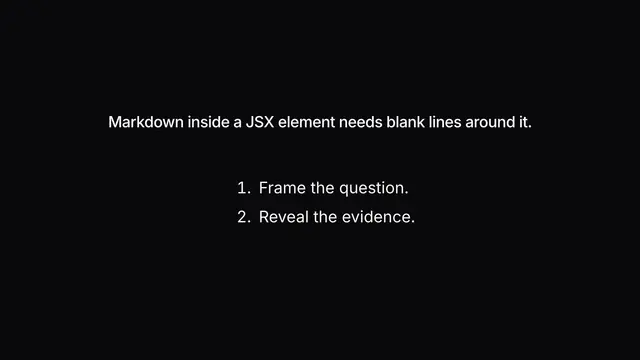 Markdown inside a JSX element needs blank lines around it.
1. Frame the question.
2. Reveal the evidence.